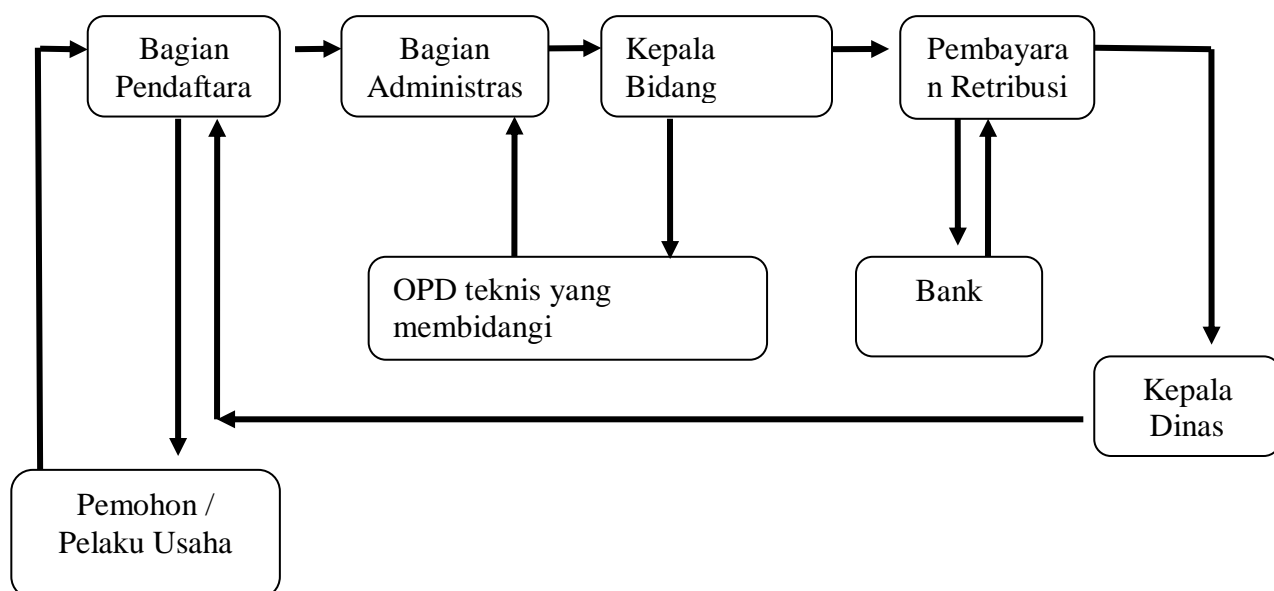 Bagian
Pendaftara
Bagian
Administras
Kepala
Bidang
Pembayara
n Retribusi
OPD teknis yang
membidangi
Bank
Kepala
Dinas
Pemohon /
Pelaku Usaha